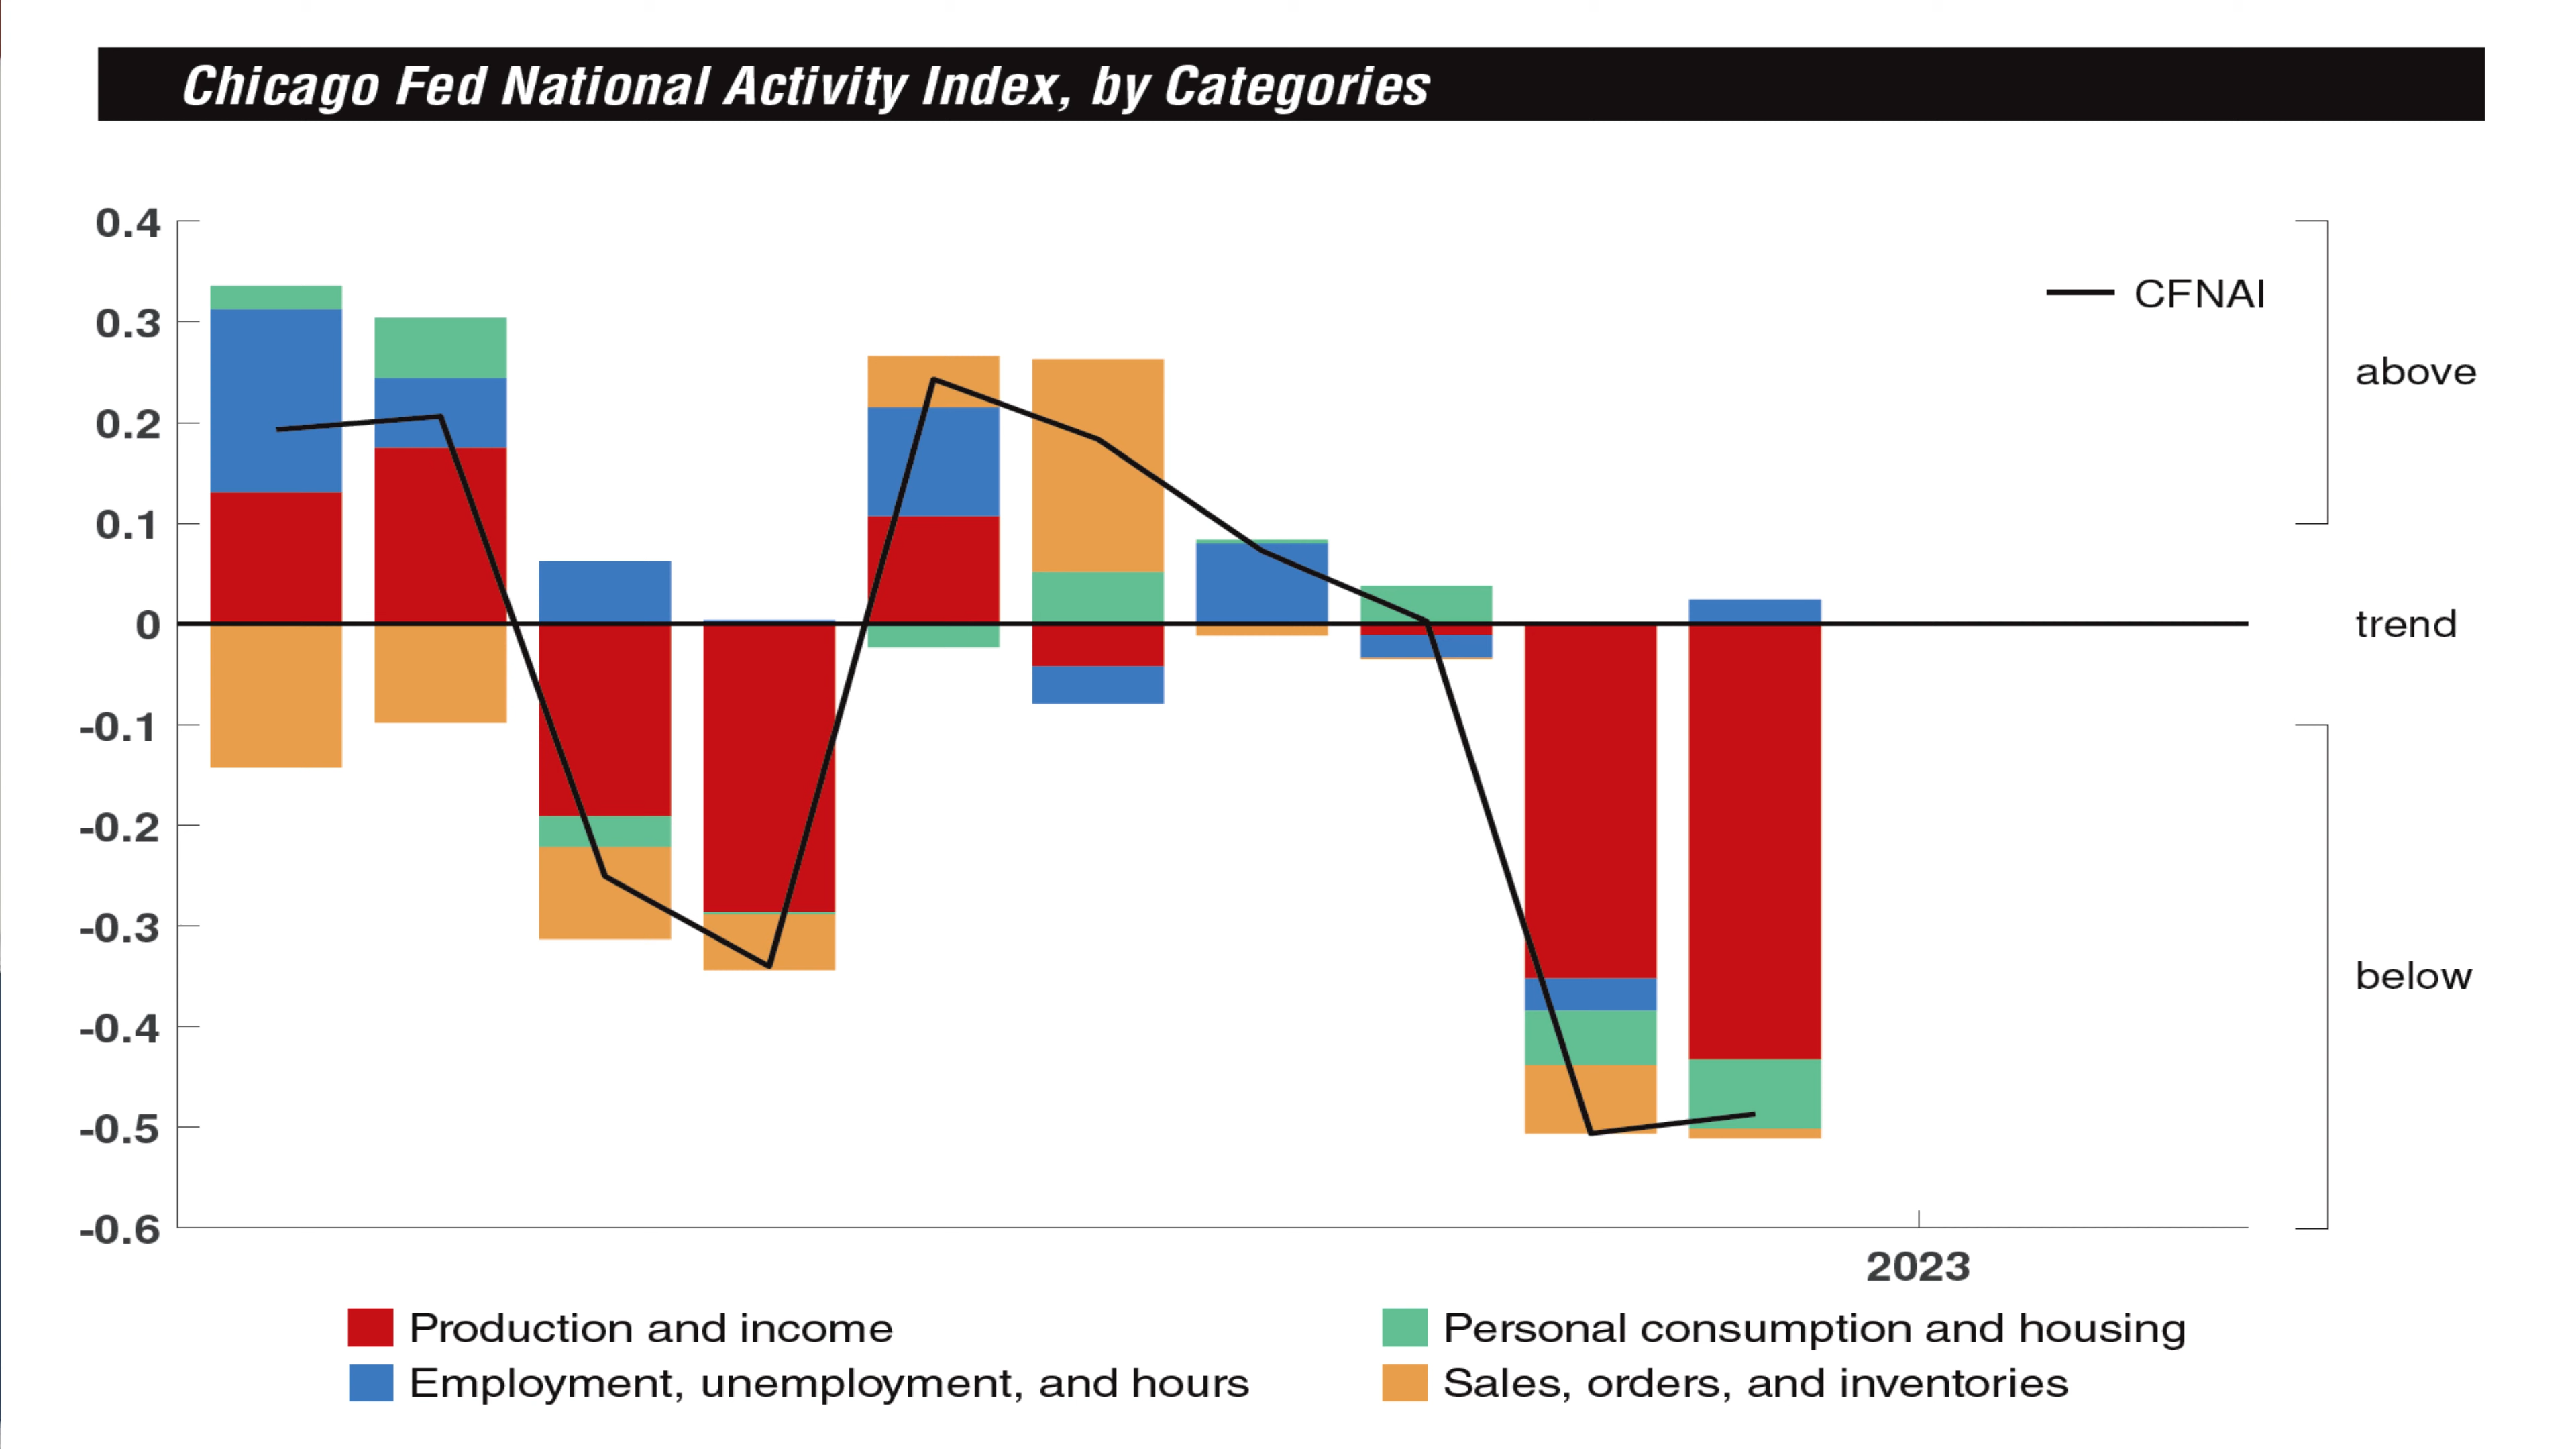 Chicago Fed National Activity Index, by Categories
0.4
0.3
0.2
0.1
0
-0.1
-0.2
-0.3
-0.4
-0.5
-0.6
CFNAI
above
trend
below
2023
Production and income
Personal consumption and housing
Employment, unemployment, and hours
Sales, orders, and inventories